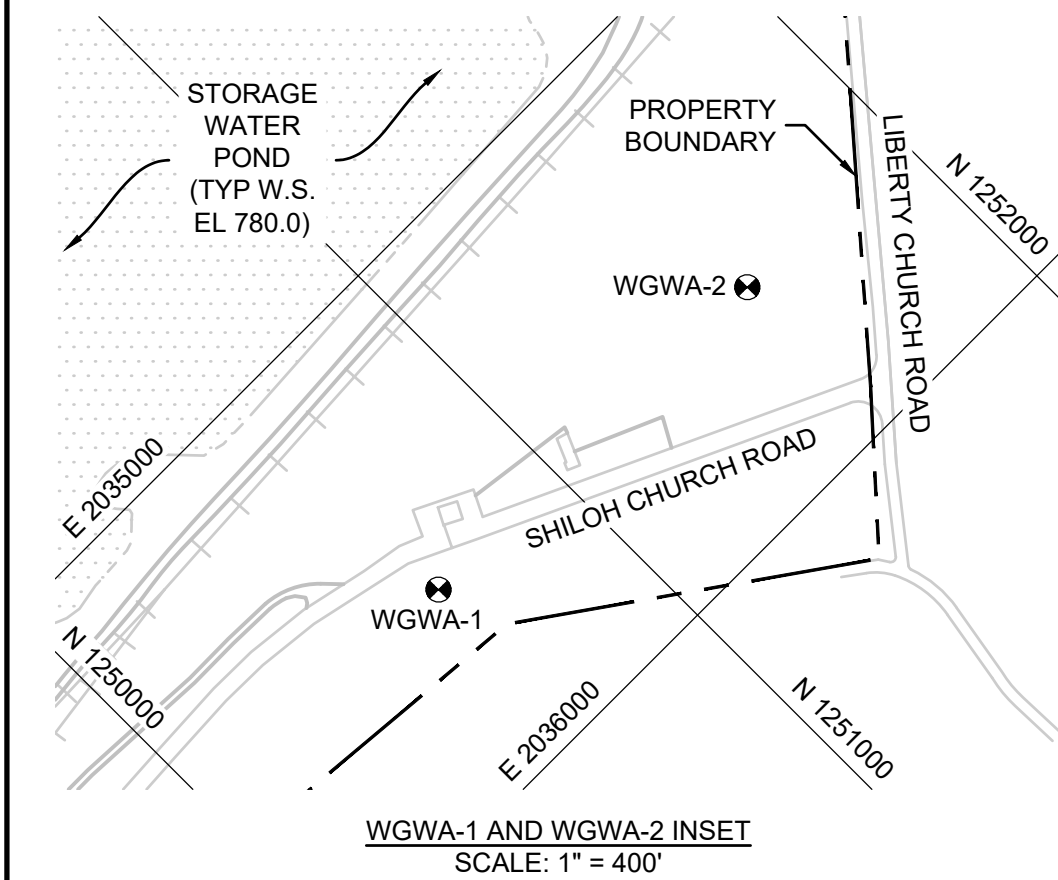 STORAGE
WATER
POND
(TYP W.S.
EL 780.0)
PROPERTY
BOUNDARY
LIBERTY CHURCH ROAD
N 1252000
WGWA-2
E 2035000
SHILOH CHURCH ROAD
WGWA-1
N 1250000
E 2036000
N 1251000
WGWA-1 AND WGWA-2 INSET
SCALE: 1" = 400'